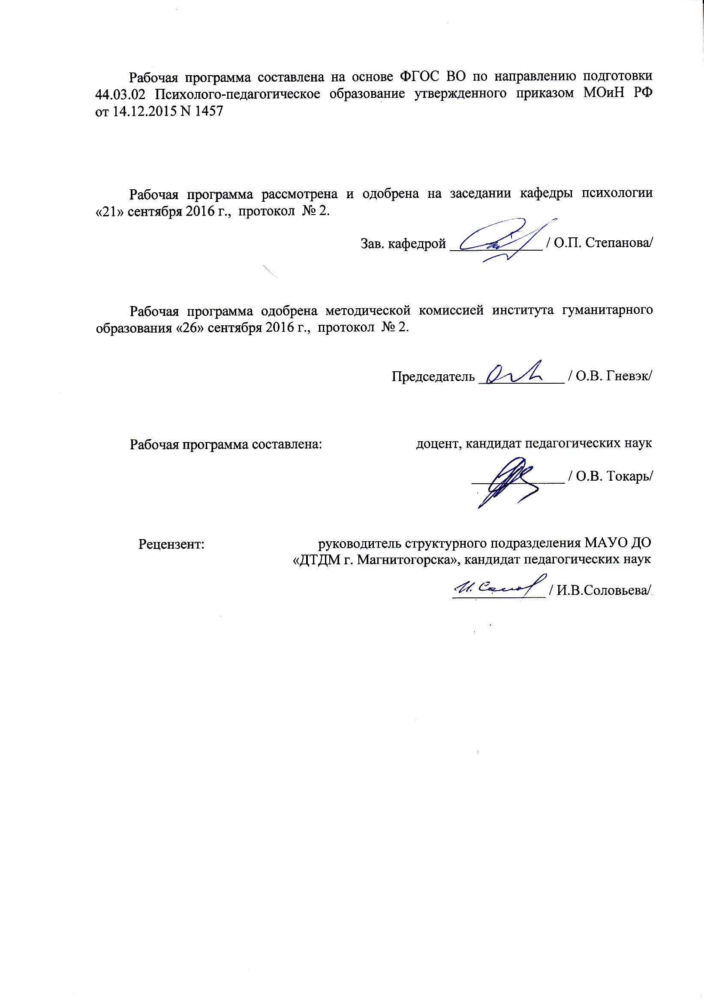 Рабочая программа составлена на основе ФГОС ВО по направлению подготовки
44.03.02 Психолого-педагогическое образование утвержденного приказом МОиН РФ
от 14.12.2015 N 1457
Рабочая программа рассмотрена и одобрена на заседании кафедры психологии
«21» сентября 2016 г., протокол № 2.
Зав. кафедрой / О.П. Степанова/
Рабочая программа одобрена методической комиссией института гуманитарного
образования «26» сентября 2016 г., протокол № 2.
Председатель / О.В. Гневэк/
Рабочая программа составлена: доцент, кандидат педагогических наук
/ О.В. Токарь/
Рецензент: руководитель структурного подразделения МАУО ДО
«ДТДМ г. Магнитогорска», кандидат педагогических наук
/ И.В.Соловьева/